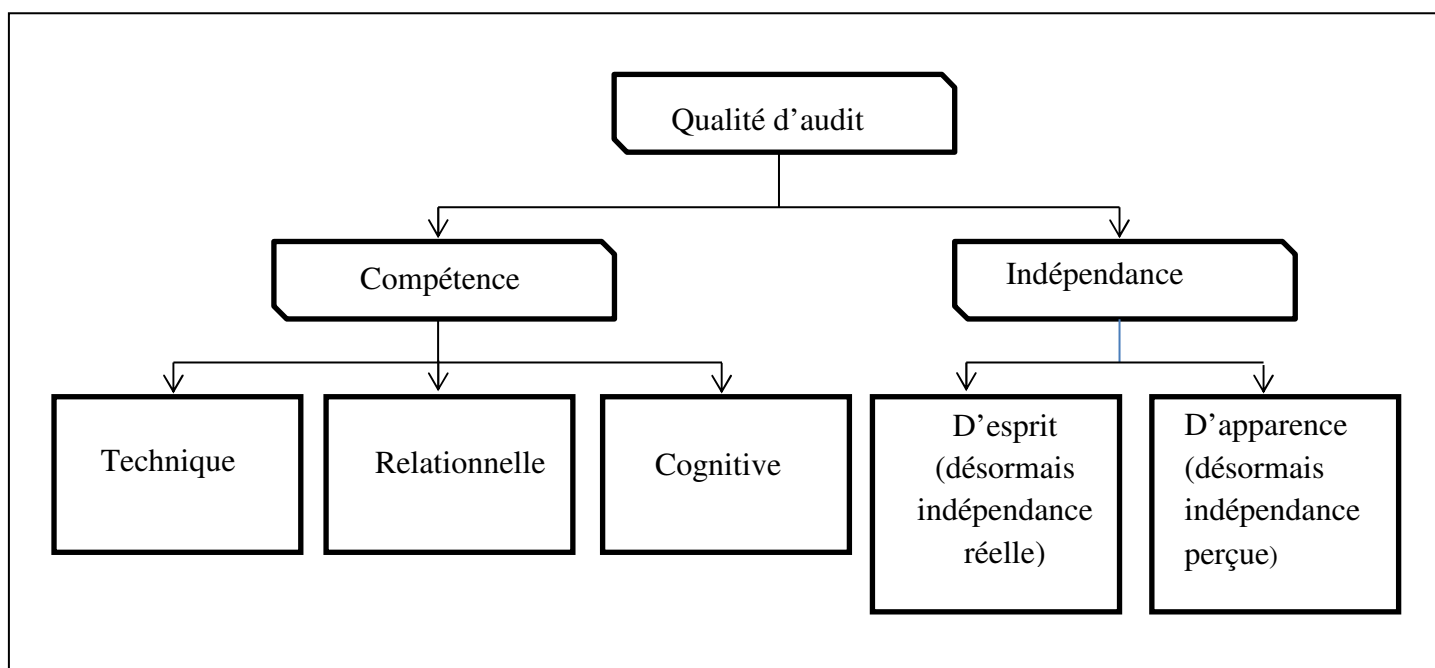 Qualité d’audit
Compétence
Indépendance
Technique
Relationnelle
Cognitive
D’esprit
(désormais
indépendance
réelle)
D’apparence
(désormais
indépendance
perçue)